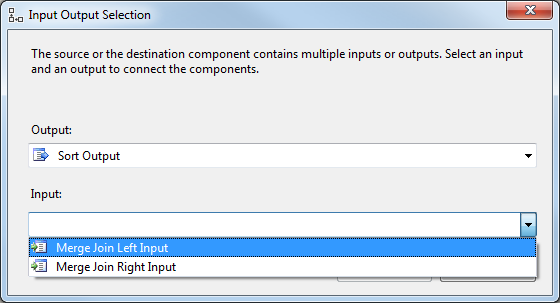 Input Output Selection
The source or the destination component contains multiple inputs or outputs. Select an input
and an output to connect the components.
Output:
Sort Output
Input:
Merge Join Left Input
Merge Join Right Input